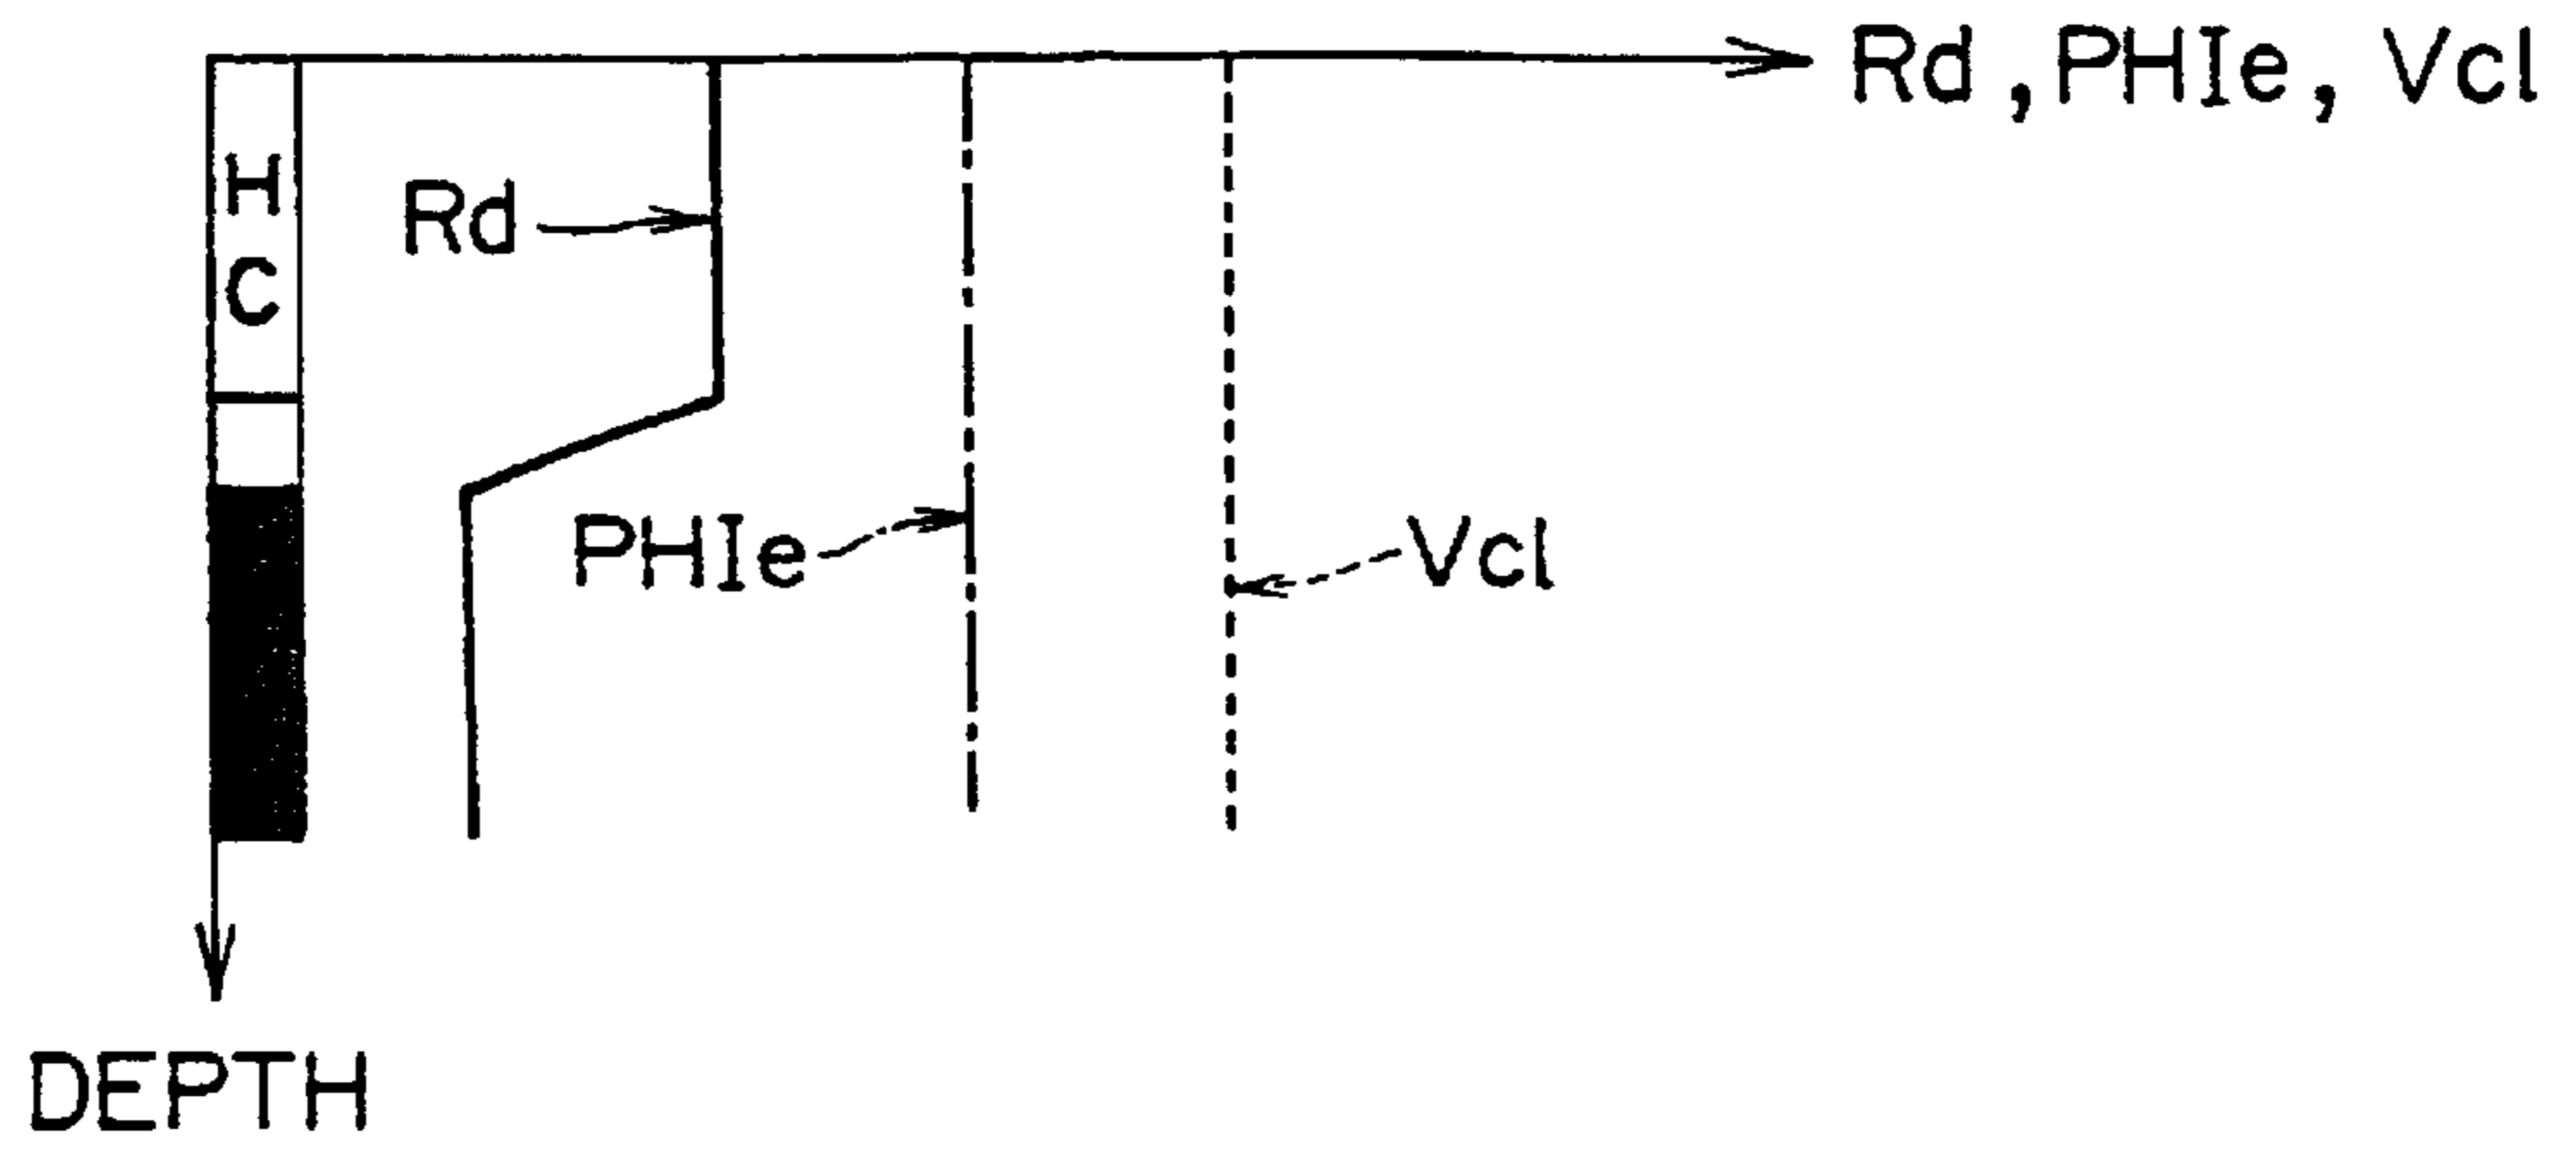 Rd, PHIe, Vcl
H
C
Rd
PHIe
Vcl
DEPTH